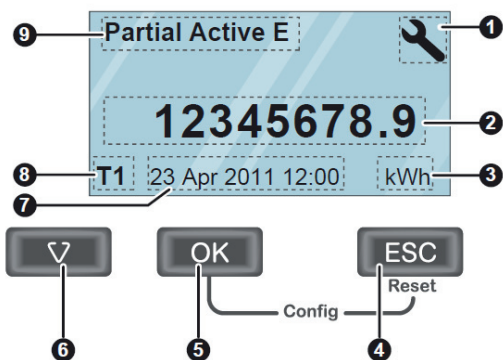 9 Partial Active E 1
12345678.9 2
8 T1 23 Apr 2011 12:00 kWh 3
7
OK ESC
Reset
Config
6 5 4